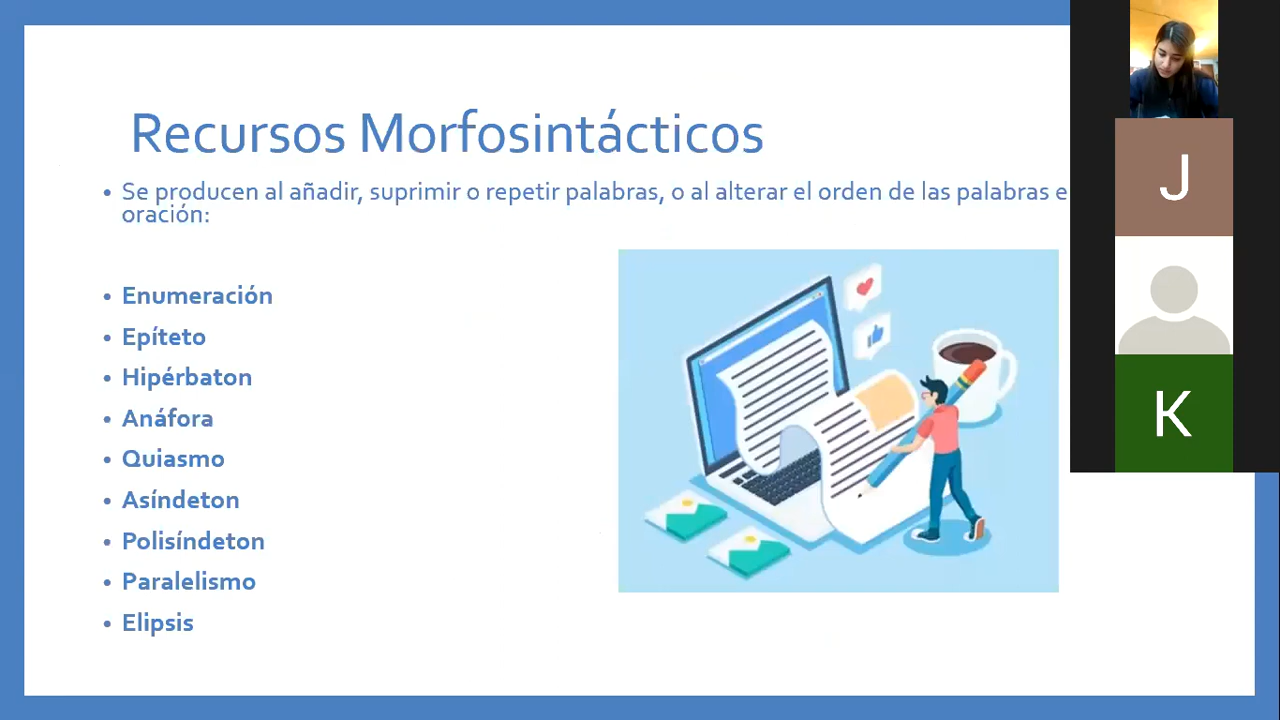 Recursos Morfosintácticos
• Se producen al añadir, suprimir o repetir palabras, o al alterar el orden de las palabras e
oración:
• Enumeración
• Epíteto
• Hipérbaton
• Anáfora
• Quiasmo
• Asíndeton
• Polisíndeton
• Paralelismo
• Elipsis
J
K